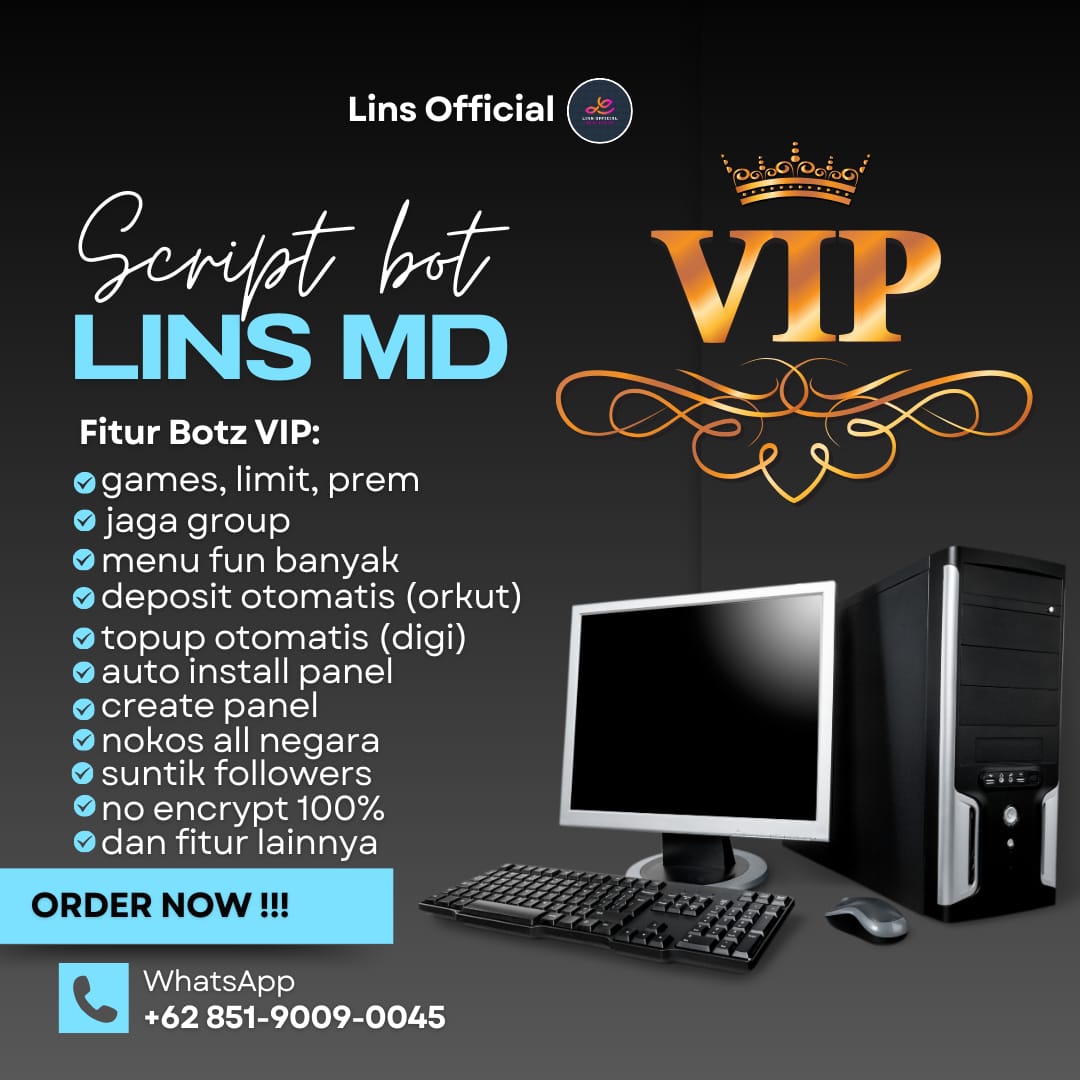 Lins Official
LINS OFFICIAL
VIP
Script bot
LINS MD
Fitur Botz VIP:
games, limit, prem
jaga group
menu fun banyak
deposit otomatis (orkut)
topup otomatis (digi)
auto install panel
create panel
nokos all negara
suntik followers
no encrypt 100%
dan fitur lainnya
ORDER NOW !!!
WhatsApp
+62 851-9009-0045